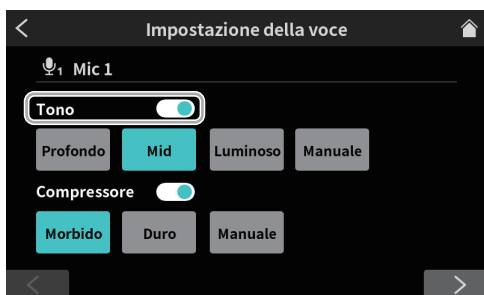 Impostazione della voce
1 Mic 1
Tono
Profondo Mid Luminoso Manuale
Compressore
Morbido Duro Manuale